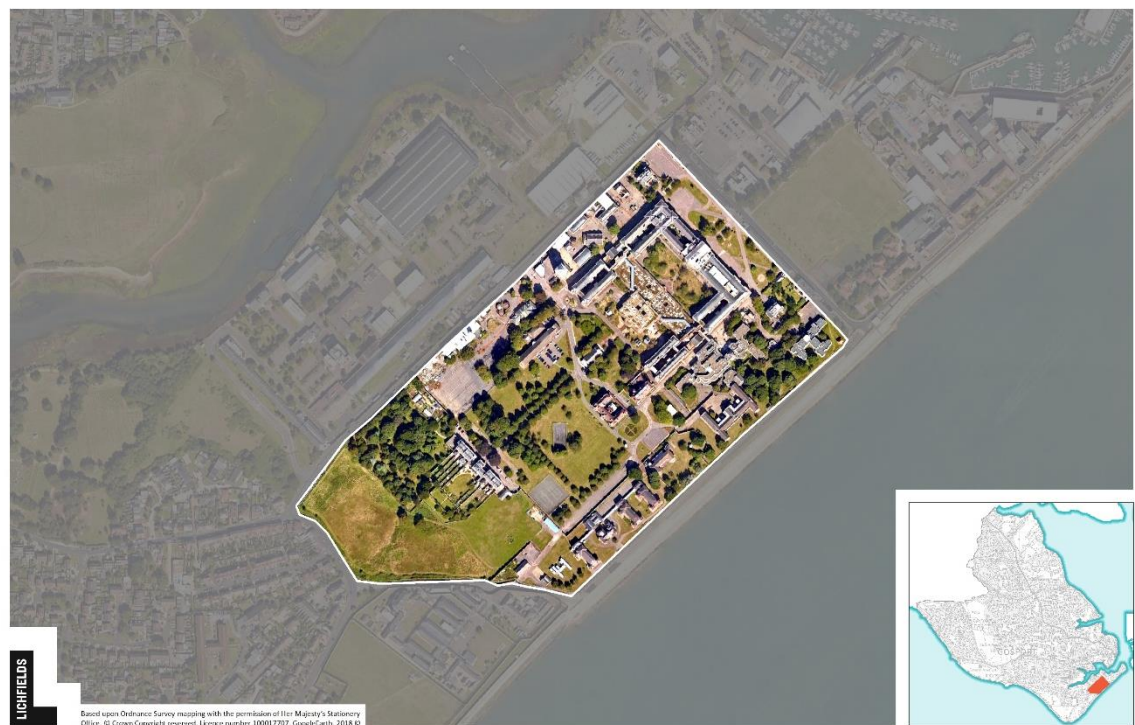 LICHFIELDS
Based upon Ordnance Survey mapping with the permission of Her Majesty's Stationery
Office. © Crown Copyright reserved. Licence number 100017707. GoogleEarth, 2018 ©